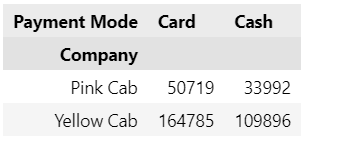 Payment Mode Card Cash
Company
Pink Cab 50719 33992
Yellow Cab 164785 109896